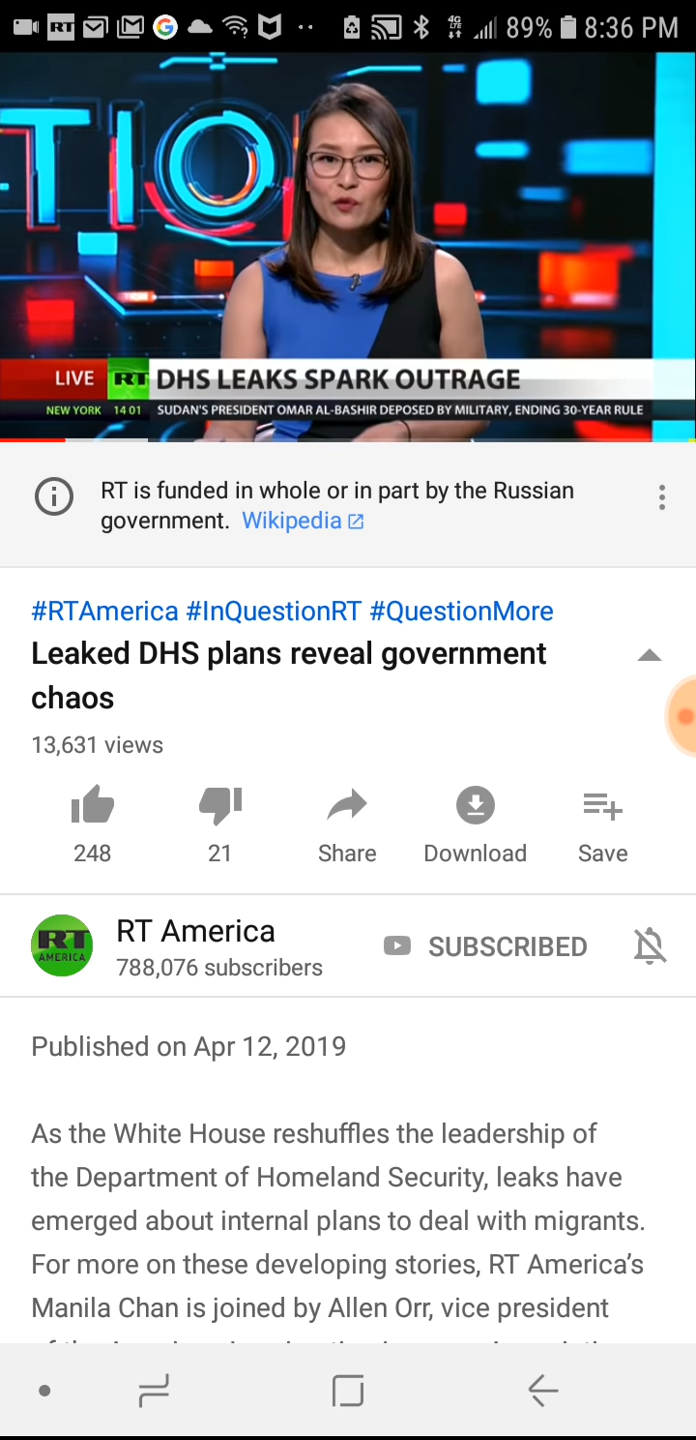 RT M G 4G LTE 89% 8:36 PM
TIO
LIVE RT DHS LEAKS SPARK OUTRAGE
NEW YORK 14 01 SUDAN'S PRESIDENT OMAR AL-BASHIR DEPOSED BY MILITARY, ENDING 30-YEAR RULE
RT is funded in whole or in part by the Russian
government. Wikipedia
#RTAmerica #InQuestionRT #QuestionMore
Leaked DHS plans reveal government
chaos
13,631 views
248 21 Share Download Save
RT AMERICA
RT America
788,076 subscribers
SUBSCRIBED
Published on Apr 12, 2019
As the White House reshuffles the leadership of
the Department of Homeland Security, leaks have
emerged about internal plans to deal with migrants.
For more on these developing stories, RT America’s
Manila Chan is joined by Allen Orr, vice president